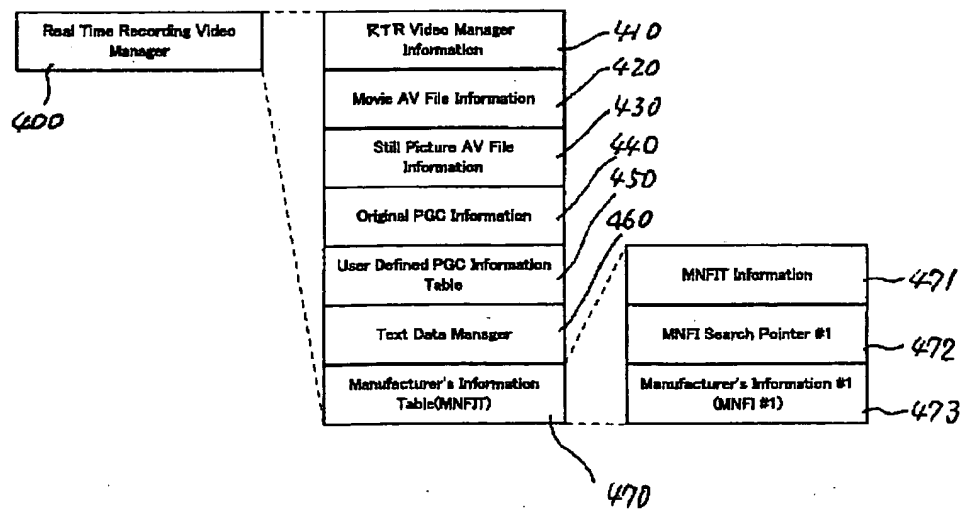 Real Time Recording Video
Manager
400
RTR Video Manager
Information
410
Movie AV File Information
420
Still Picture AV File
Information
430
Original PGC Information
440
User Defined PGC Information
Table
450
Text Data Manager
460
Manufacturer's Information
Table(MNFIT)
470
MNFIT Information
471
MNFI Search Pointer #1
472
Manufacturer's Information #1
(MNFI #1)
473